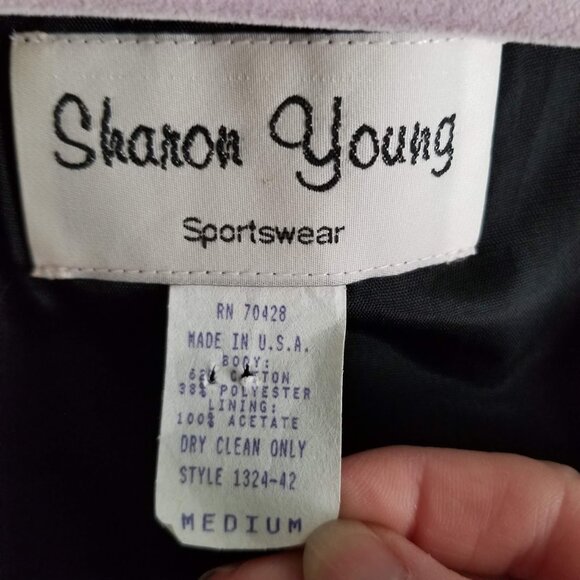 Sharon Young
Sportswear
RN 70428
MADE IN U.S.A.
BODY:
62% COTTON
38% POLYESTER
LINING:
100% ACETATE
DRY CLEAN ONLY
STYLE 1324-42
MEDIUM